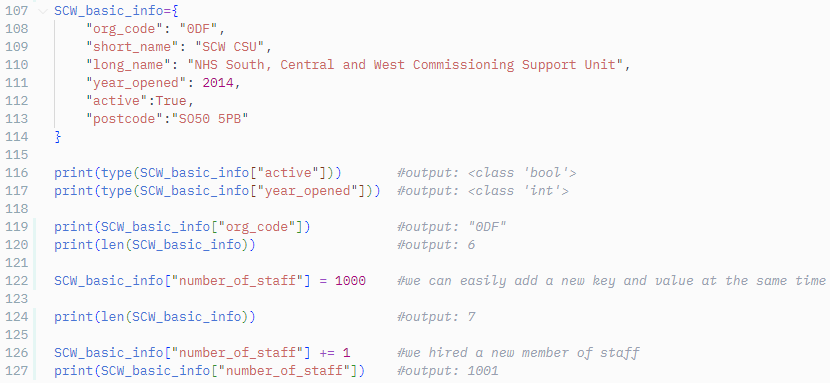 107 SCW_basic_info={
108 "org_code": "0DF",
109 "short_name": "SCW CSU",
110 "long_name": "NHS South, Central and West Commissioning Support Unit",
111 "year_opened": 2014,
112 "active":True,
113 "postcode":"SO50 5PB"
114 }
115
116 print(type(SCW_basic_info["active"])) #output: <class 'bool'>
117 print(type(SCW_basic_info["year_opened"])) #output: <class 'int'>
118
119 print(SCW_basic_info["org_code"]) #output: "0DF"
120 print(len(SCW_basic_info)) #output: 6
121
122 SCW_basic_info["number_of_staff"] = 1000 #we can easily add a new key and value at the same time
123
124 print(len(SCW_basic_info)) #output: 7
125
126 SCW_basic_info["number_of_staff"] += 1 #we hired a new member of staff
127 print(SCW_basic_info["number_of_staff"]) #output: 1001